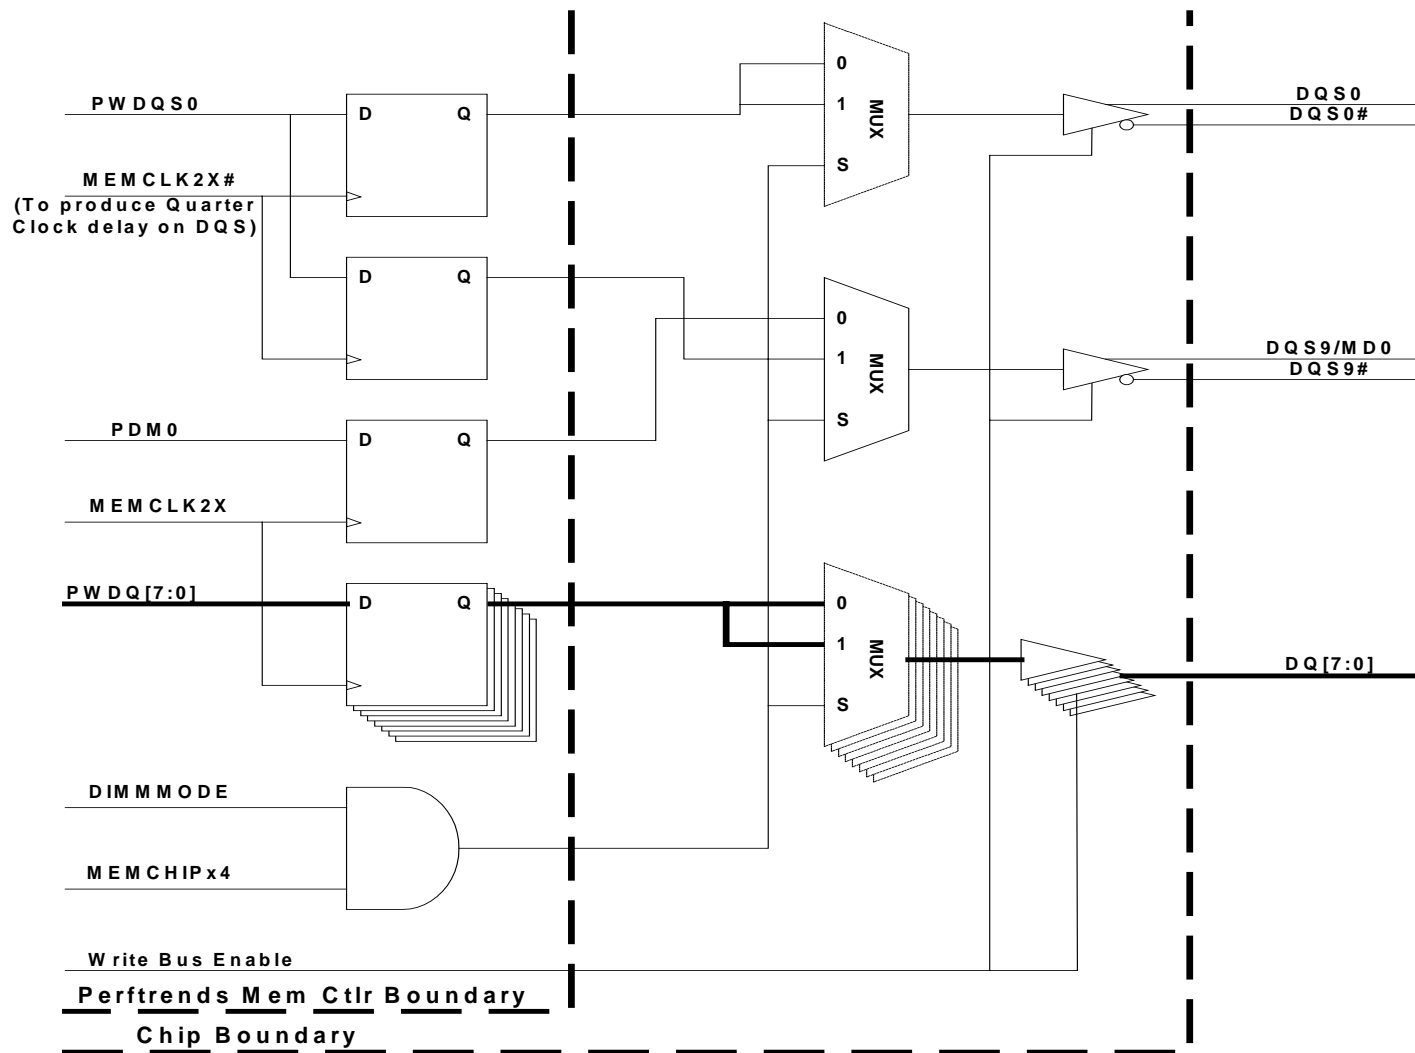 PWDQS0
D
Q
MEMCLK2X#
(To produce Quarter
Clock delay on DQS)
D
Q
PDM0
D
Q
MEMCLK2X
PWDQ[7:0]
D
Q
DIMMMODE
MEMCHIPx4
Write Bus Enable
Perftrends Mem Ctlr Boundary
Chip Boundary
0
1
S
MUX
0
1
S
MUX
0
1
S
MUX
DQS0
DQS0#
DQS9/MD0
DQS9#
DQ[7:0]